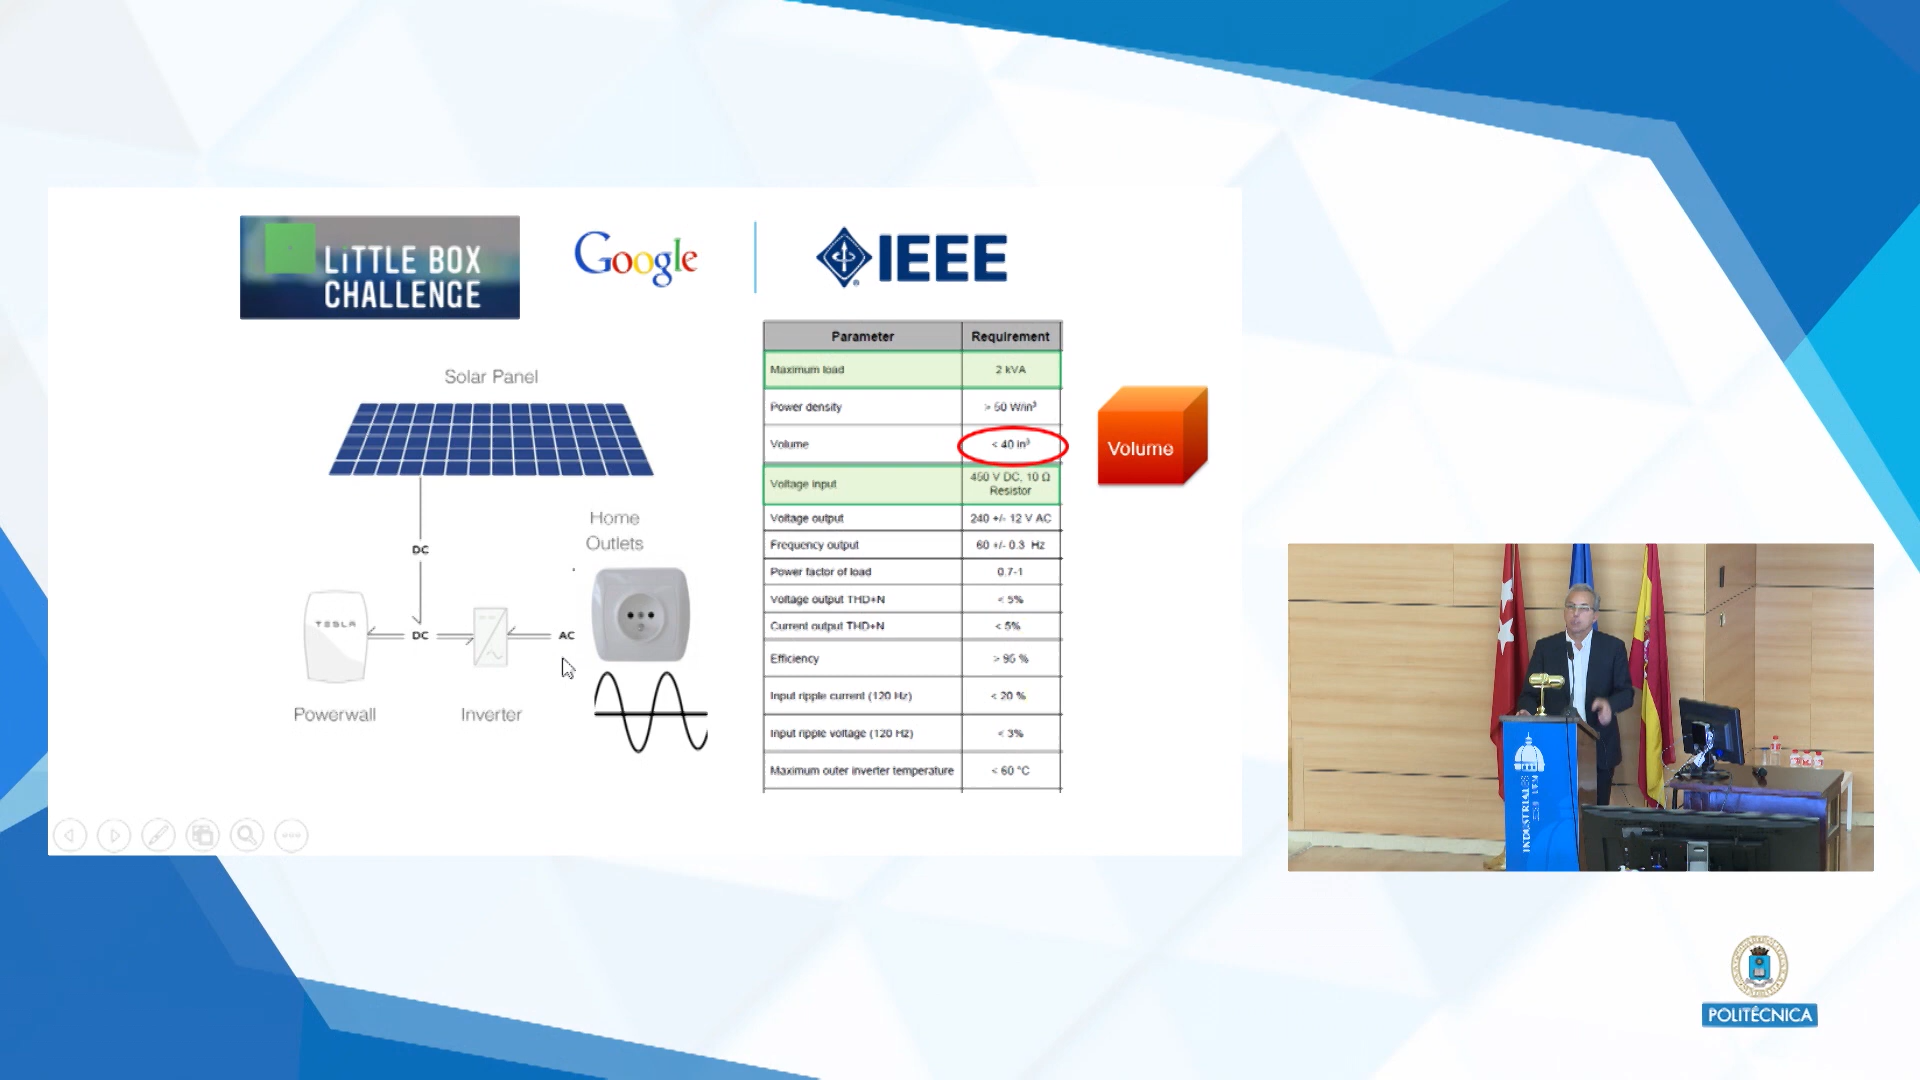 LiTTLE BOX
CHALLENGE
Google
IEEE
Solar Panel
DC
Home
Outlets
TESLA
DC
AC
Powerwall
Inverter
Parameter Requirement
Maximum load 2 kVA
Power density > 50 W/in³
Volume < 40 in³
Voltage input 450 V DC, 10 Ω
Resistor
Voltage output 240 +/- 12 V AC
Frequency output 60 +/- 0.3 Hz
Power factor of load 0.7-1
Voltage output THD+N < 5%
Current output THD+N < 5%
Efficiency > 95 %
Input ripple current (120 Hz) < 20 %
Input ripple voltage (120 Hz) < 3%
Maximum outer inverter temperature < 60 °C
Volume
INDUSTRIALES
POLITÉCNICA